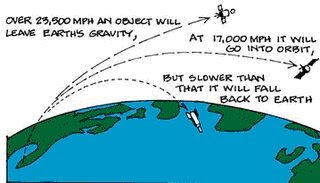 OVER 23,500 MPH AN OBJECT WILL
LEAVE EARTH'S GRAVITY,
AT 17,000 MPH IT WILL
GO INTO ORBIT,
BUT SLOWER THAN
THAT IT WILL FALL
BACK TO EARTH